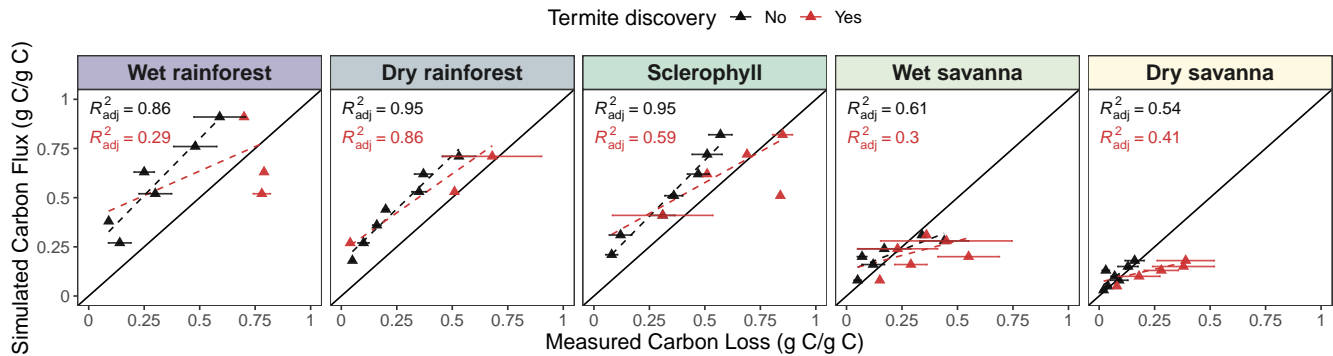 Termite discovery No Yes
Wet rainforest Dry rainforest Sclerophyll Wet savanna Dry savanna
R²adj = 0.86 R²adj = 0.95 R²adj = 0.95 R²adj = 0.61 R²adj = 0.54
R²adj = 0.29 R²adj = 0.86 R²adj = 0.59 R²adj = 0.3 R²adj = 0.41
Simulated Carbon Flux (g C/g C)
1
0.75
0.5
0.25
0
0 0.25 0.5 0.75 1 0 0.25 0.5 0.75 1 0 0.25 0.5 0.75 1 0 0.25 0.5 0.75 1 0 0.25 0.5 0.75 1
Measured Carbon Loss (g C/g C)